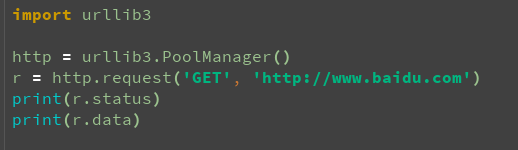 import urllib3
http = urllib3.PoolManager()
r = http.request('GET', 'http://www.baidu.com')
print(r.status)
print(r.data)